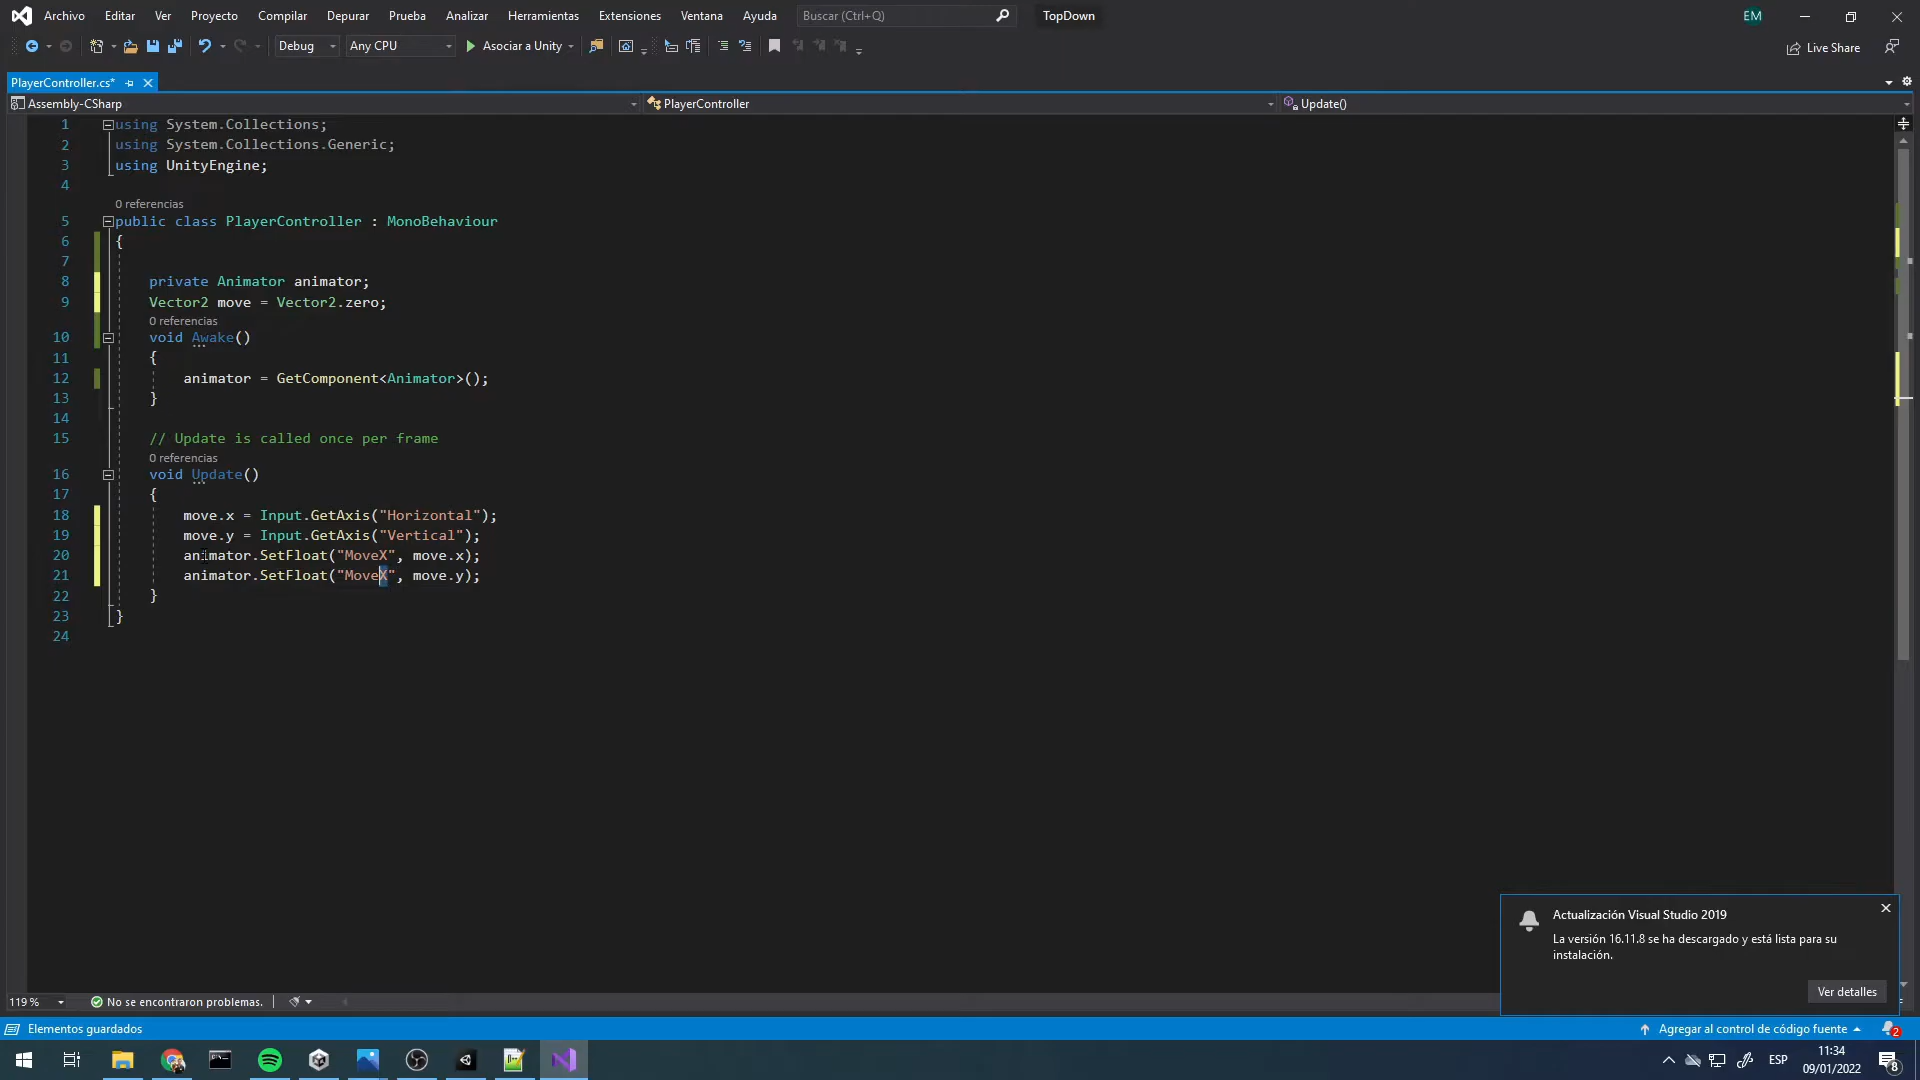 Archivo Editar Ver Proyecto Compilar Depurar Prueba Analizar Herramientas Extensiones Ventana Ayuda Buscar (Ctrl+Q) TopDown EM
Debug Any CPU Asociar a Unity Live Share
PlayerController.cs*
Assembly-CSharp PlayerController Update()
1 using System.Collections;
2 using System.Collections.Generic;
3 using UnityEngine;
4
0 referencias
5 public class PlayerController : MonoBehaviour
6 {
7
8 private Animator animator;
9 Vector2 move = Vector2.zero;
0 referencias
10 void Awake()
11 {
12 animator = GetComponent<Animator>();
13 }
14
15 // Update is called once per frame
0 referencias
16 void Update()
17 {
18 move.x = Input.GetAxis("Horizontal");
19 move.y = Input.GetAxis("Vertical");
20 animator.SetFloat("MoveX", move.x);
21 animator.SetFloat("MoveX", move.y);
22 }
23 }
24
Actualización Visual Studio 2019
La versión 16.11.8 se ha descargado y está lista para su
instalación.
Ver detalles
119 % No se encontraron problemas.
Elementos guardados Agregar al control de código fuente 2
ESP 11:34
09/01/2022 8